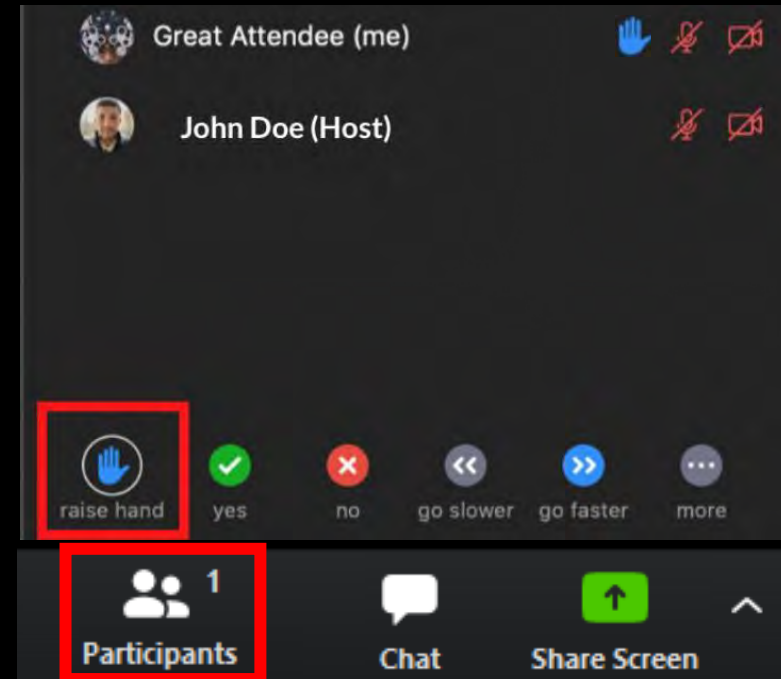 Great Attendee (me)
John Doe (Host)
raise hand yes no go slower go faster more
1
Participants Chat Share Screen